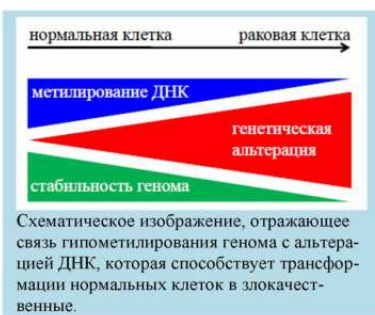 нормальная клетка раковая клетка
метилирование ДНК
генетическая
альтерация
стабильность генома
Схематическое изображение, отражающее
связь гипометилирования генома с альтера-
цией ДНК, которая способствует трансфор-
мации нормальных клеток в злокачест-
венные.